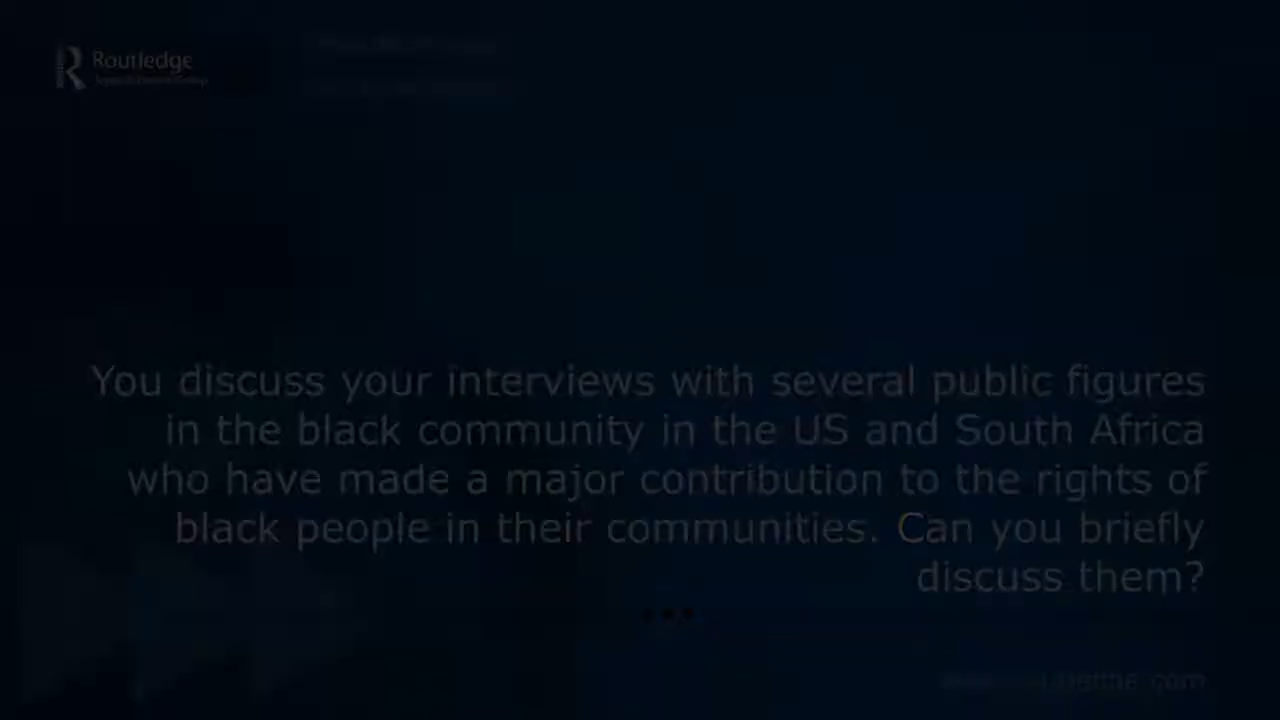 Routledge
You discuss your interviews with several public figures
in the black community in the US and South Africa
who have made a major contribution to the rights of
black people in their communities. Can you briefly
discuss them?